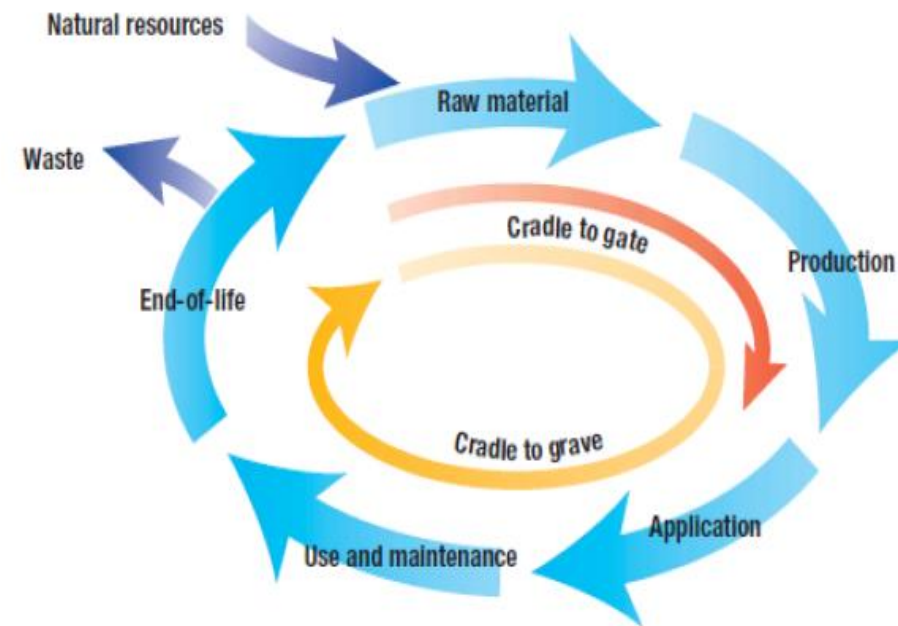 Natural resources
Raw material
Waste
Cradle to gate
Production
End-of-life
Cradle to grave
Application
Use and maintenance